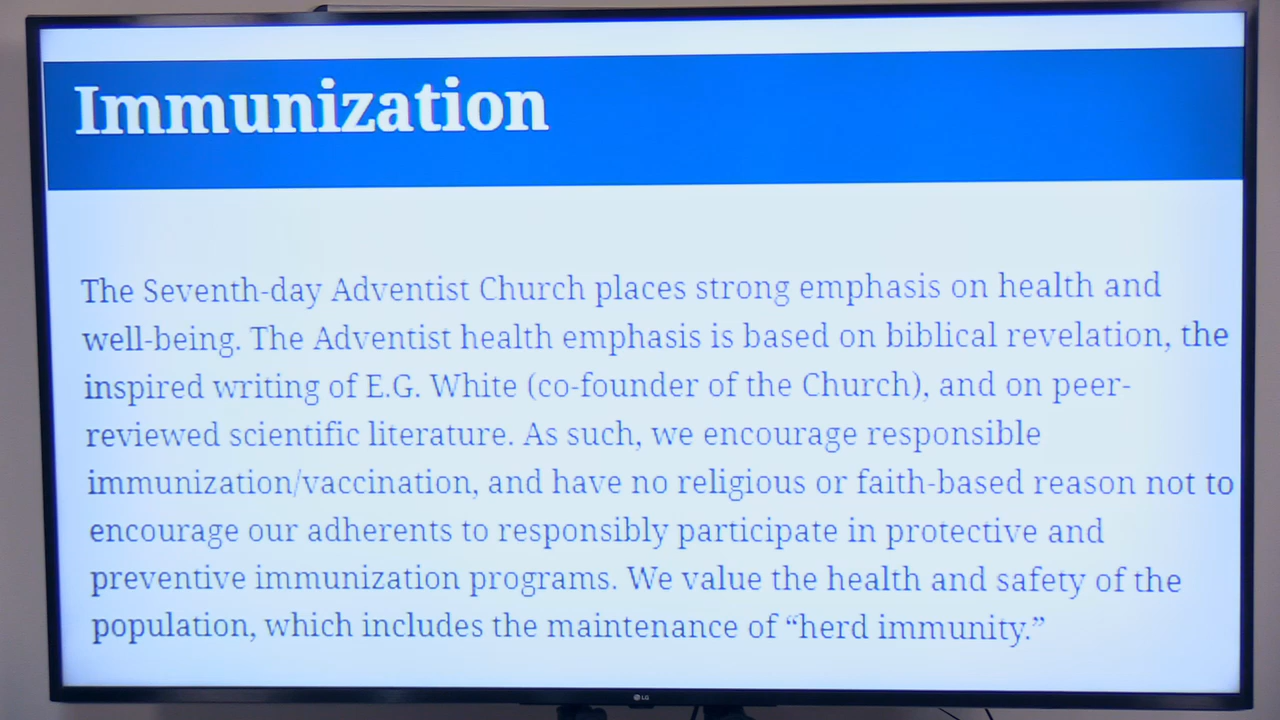 Immunization
The Seventh-day Adventist Church places strong emphasis on health and
well-being. The Adventist health emphasis is based on biblical revelation, the
inspired writing of E.G. White (co-founder of the Church), and on peer-
reviewed scientific literature. As such, we encourage responsible
immunization/vaccination, and have no religious or faith-based reason not to
encourage our adherents to responsibly participate in protective and
preventive immunization programs. We value the health and safety of the
population, which includes the maintenance of “herd immunity.”
LG